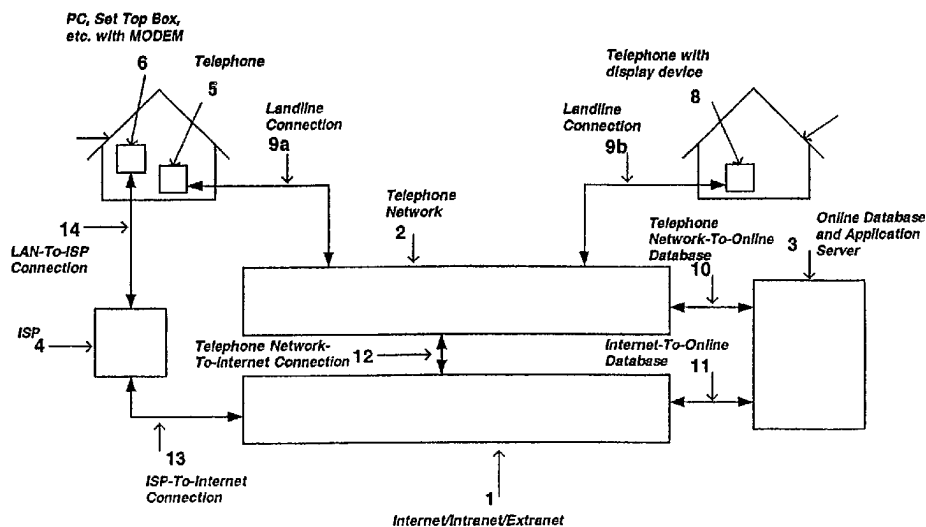 PC, Set Top Box,
etc. with MODEM
6
Telephone
5
Landline
Connection
9a
Landline
Connection
9b
Telephone with
display device
8
14
LAN-To-ISP
Connection
Telephone
Network
2
Telephone
Network-To-Online
Database
10
Online Database
and Application
Server
3
ISP
4
Telephone Network-
To-Internet Connection
12
Internet-To-Online
Database
11
13
ISP-To-Internet
Connection
1
Internet/Intranet/Extranet